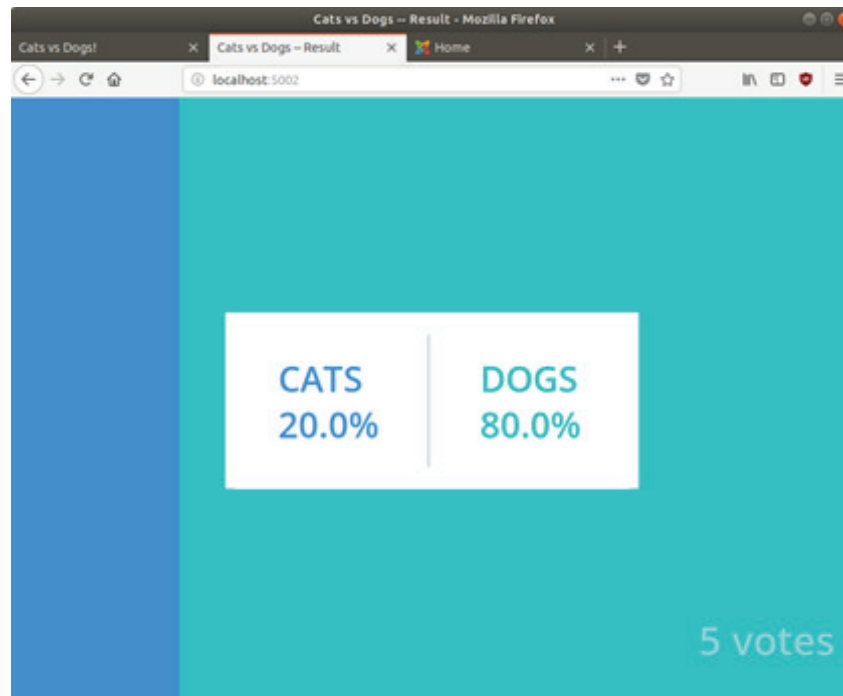 Cats vs Dogs – Result - Mozilla Firefox
Cats vs Dogs!
Cats vs Dogs – Result
Home
localhost:5002
CATS
20.0%
DOGS
80.0%
5 votes